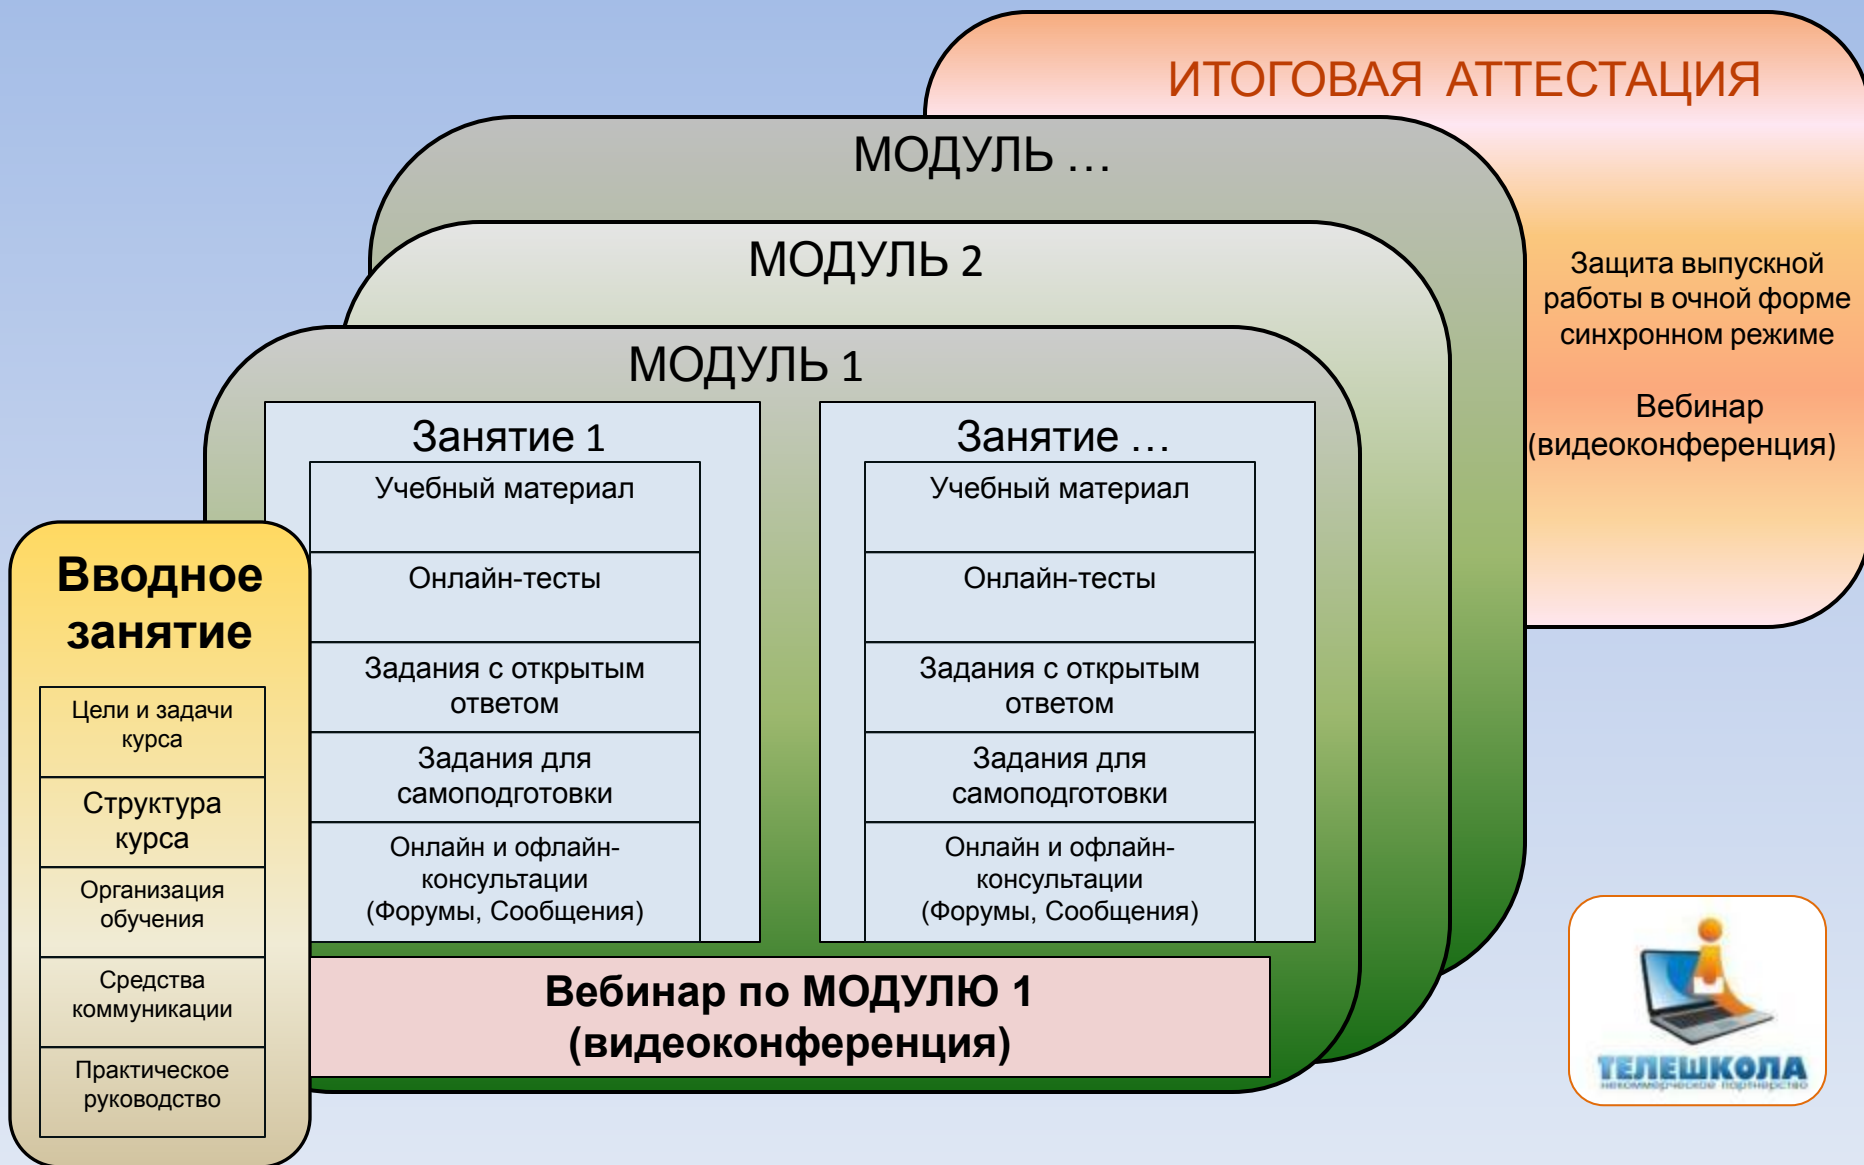 ИТОГОВАЯ АТТЕСТАЦИЯ
МОДУЛЬ ...
МОДУЛЬ 2
Защита выпускной
работы в очной форме
синхронном режиме
Вебинар
(видеоконференция)
МОДУЛЬ 1
Занятие 1
Учебный материал
Онлайн-тесты
Задания с открытым
ответом
Задания для
самоподготовки
Онлайн и офлайн-
консультации
(Форумы, Сообщения)
Занятие ...
Учебный материал
Онлайн-тесты
Задания с открытым
ответом
Задания для
самоподготовки
Онлайн и офлайн-
консультации
(Форумы, Сообщения)
Вводное
занятие
Цели и задачи
курса
Структура
курса
Организация
обучения
Средства
коммуникации
Практическое
руководство
Вебинар по МОДУЛЮ 1
(видеоконференция)
ТЕЛЕШКОЛА
некоммерческое партнерство